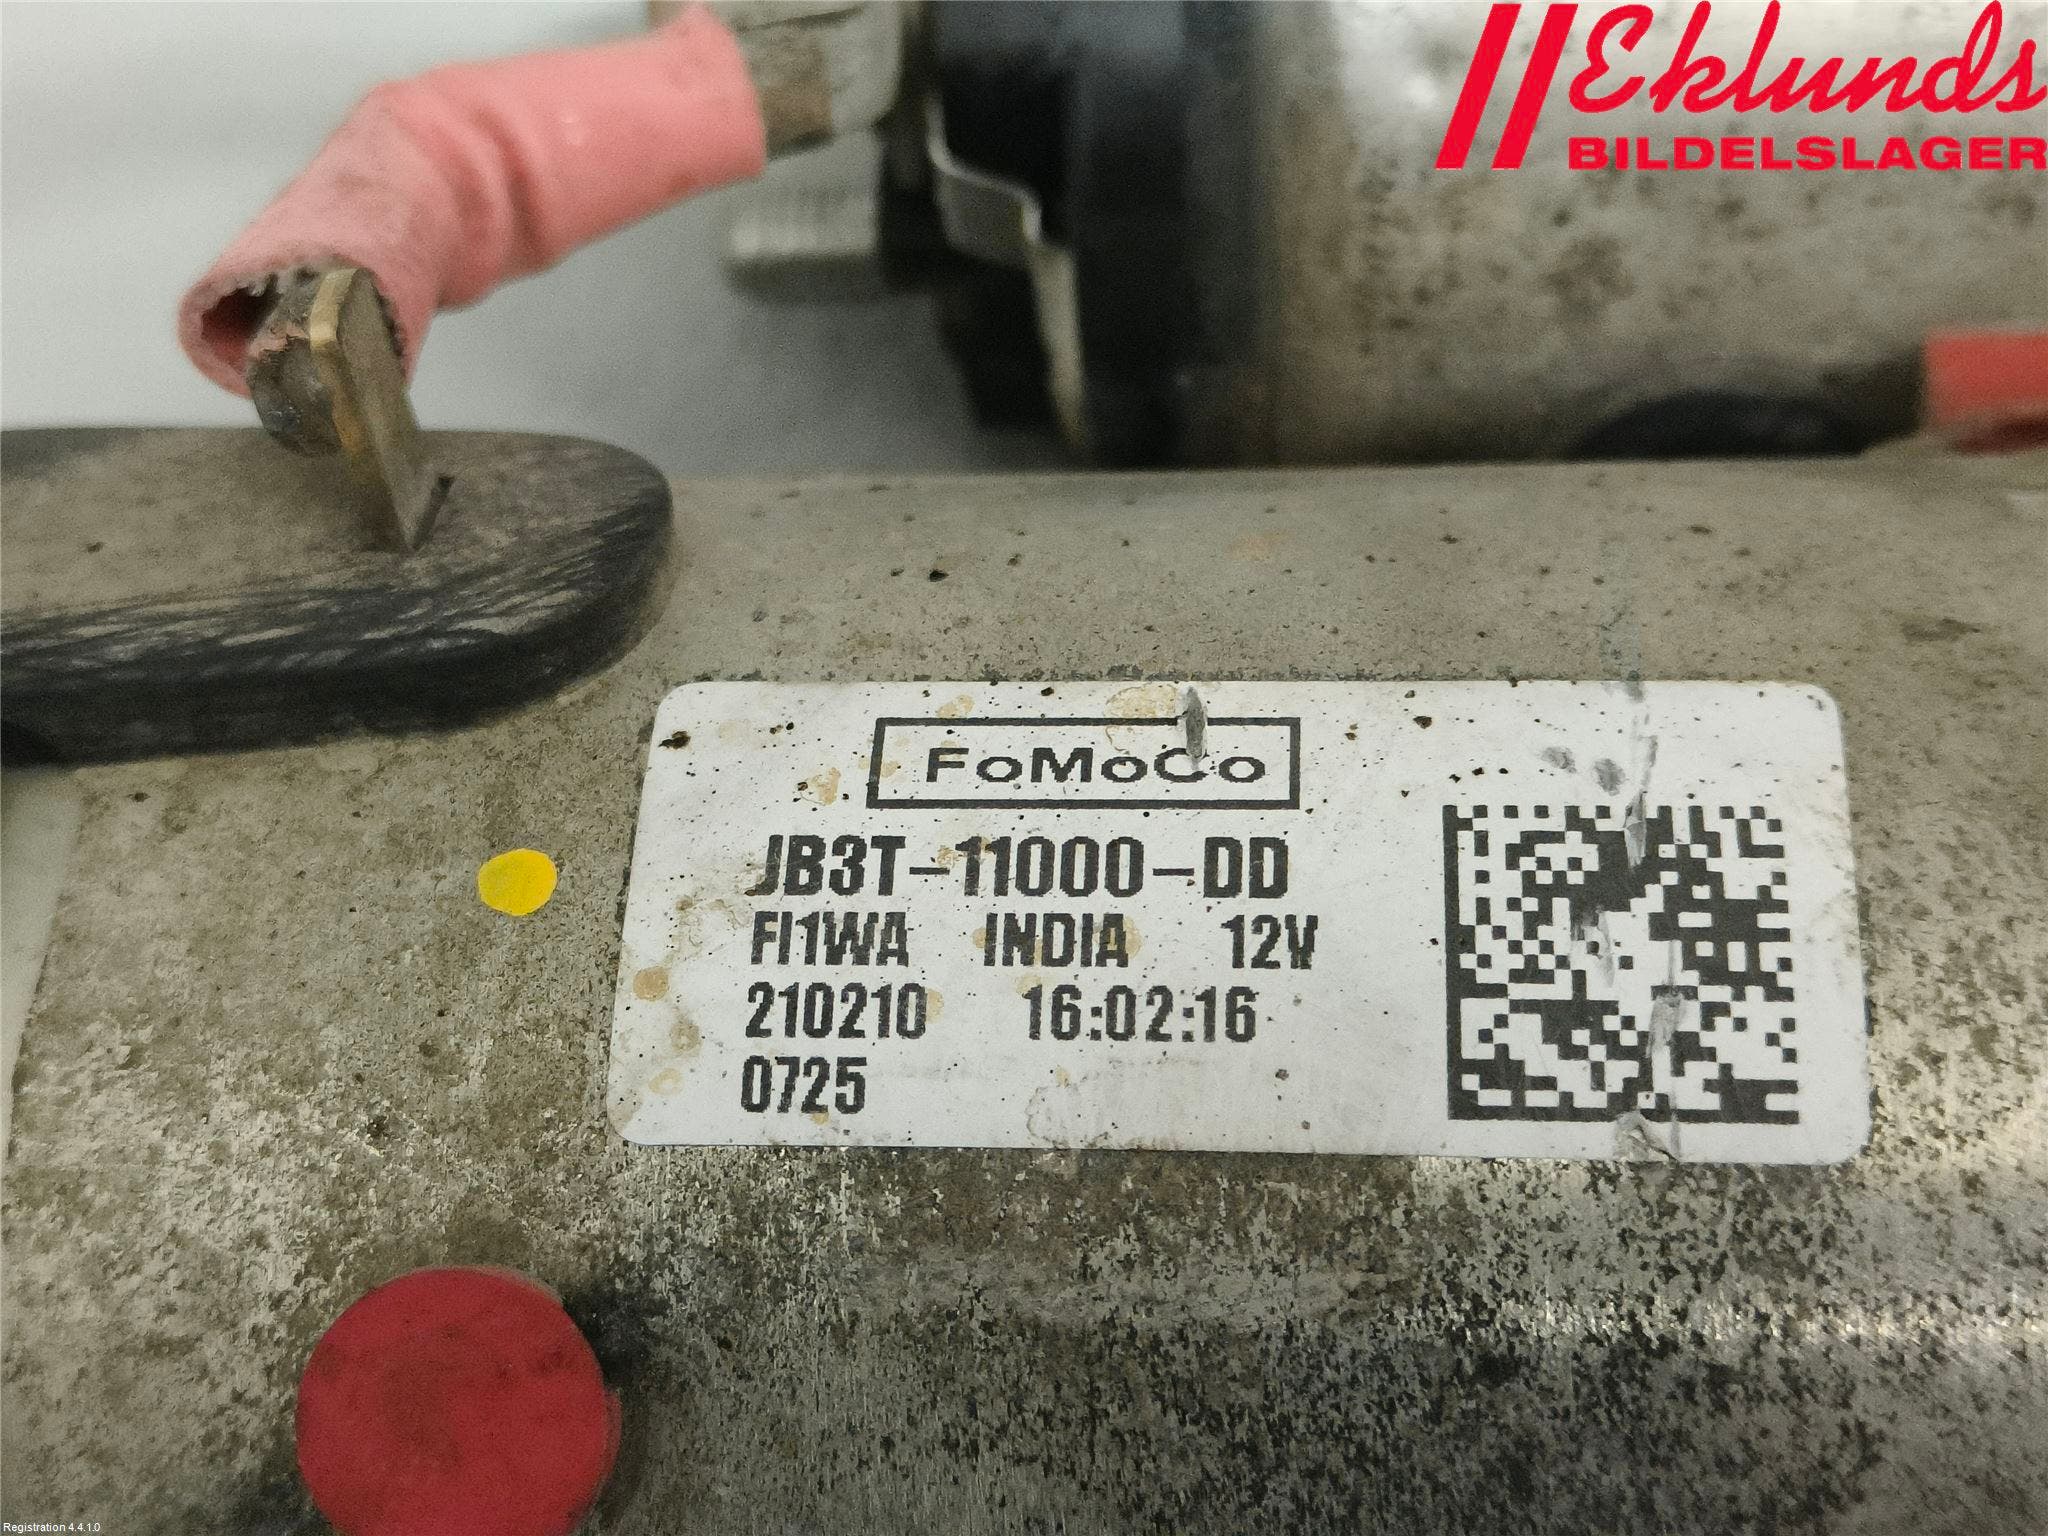 Eklunds
BILDELSLAGER
FoMoCo
JB3T-11000-DD
FI1WA INDIA 12V
210210 16:02:16
0725
Registration 4.4.1.0